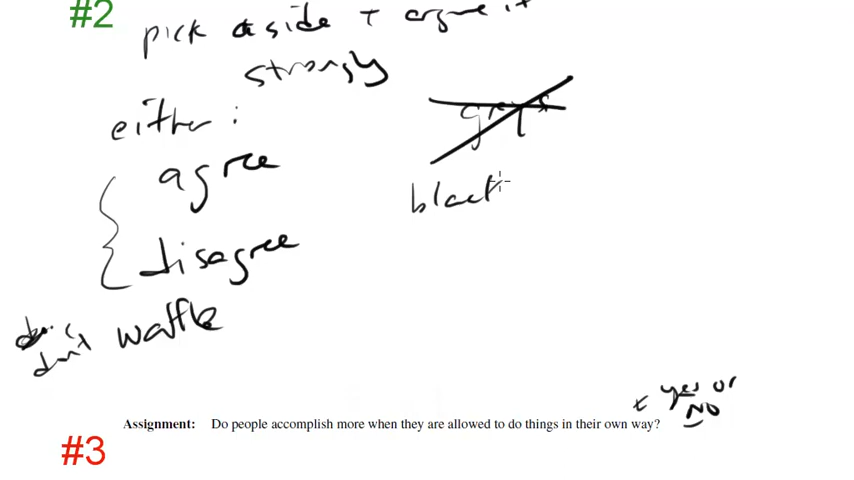 #2
pick a side + argue it
strongly
either:
grays
agree
black
disagree
don't waffle
← yes or
NO
Assignment: Do people accomplish more when they are allowed to do things in their own way?
#3